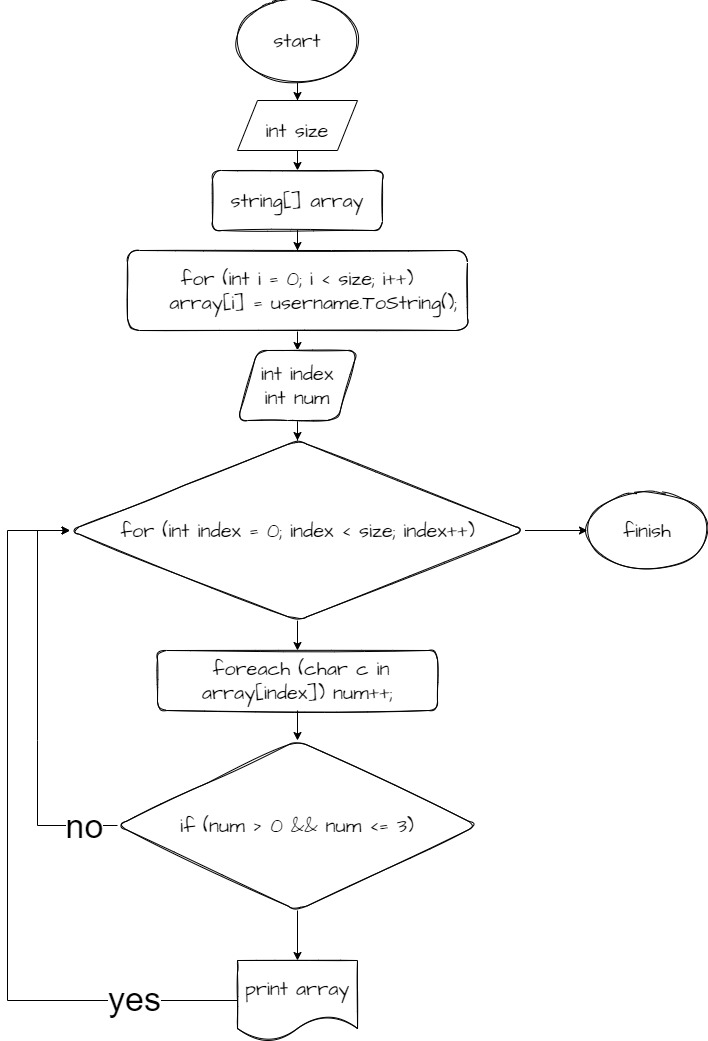 start
int size
string[] array
for (int i = 0; i < size; i++)
array[i] = username.ToString();
int index
int num
for (int index = 0; index < size; index++)
finish
foreach (char c in
array[index]) num++;
if (num > 0 && num <= 3)
no
print array
yes